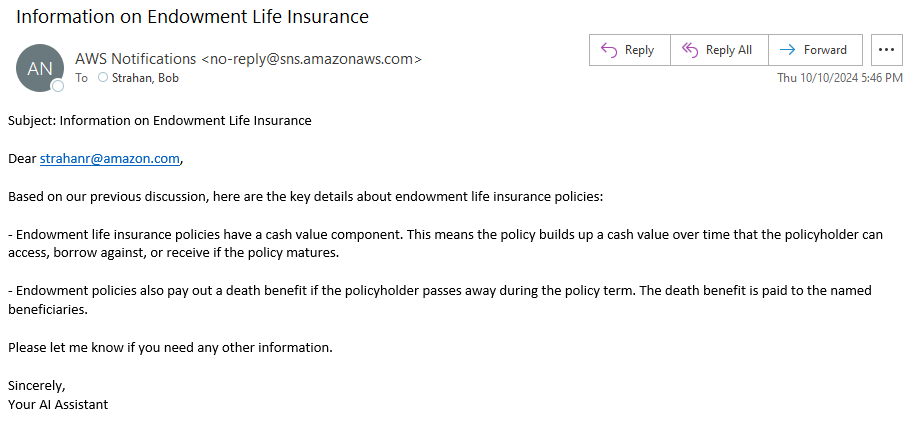 Information on Endowment Life Insurance
AN
AWS Notifications <no-reply@sns.amazonaws.com>
To Strahan, Bob
Reply
Reply All
Forward
Thu 10/10/2024 5:46 PM
Subject: Information on Endowment Life Insurance
Dear strahanr@amazon.com,
Based on our previous discussion, here are the key details about endowment life insurance policies:
- Endowment life insurance policies have a cash value component. This means the policy builds up a cash value over time that the policyholder can
access, borrow against, or receive if the policy matures.
- Endowment policies also pay out a death benefit if the policyholder passes away during the policy term. The death benefit is paid to the named
beneficiaries.
Please let me know if you need any other information.
Sincerely,
Your AI Assistant